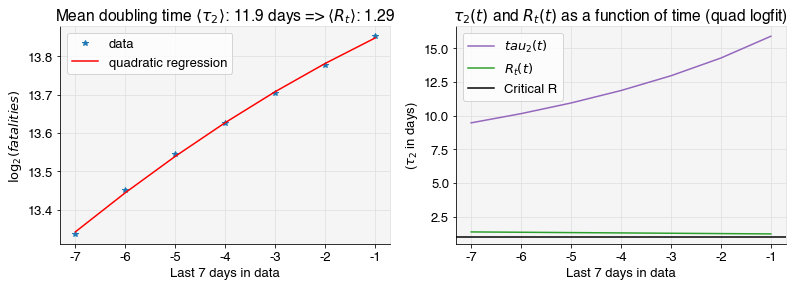 Mean doubling time ⟨τ₂⟩: 11.9 days => ⟨Rₜ⟩: 1.29
data
quadratic regression
log₂(fatalities)
13.8
13.7
13.6
13.5
13.4
-7 -6 -5 -4 -3 -2 -1
Last 7 days in data
τ₂(t) and Rₜ(t) as a function of time (quad logfit)
tau₂(t)
Rₜ(t)
Critical R
(τ₂ in days)
15.0
12.5
10.0
7.5
5.0
2.5
-7 -6 -5 -4 -3 -2 -1
Last 7 days in data